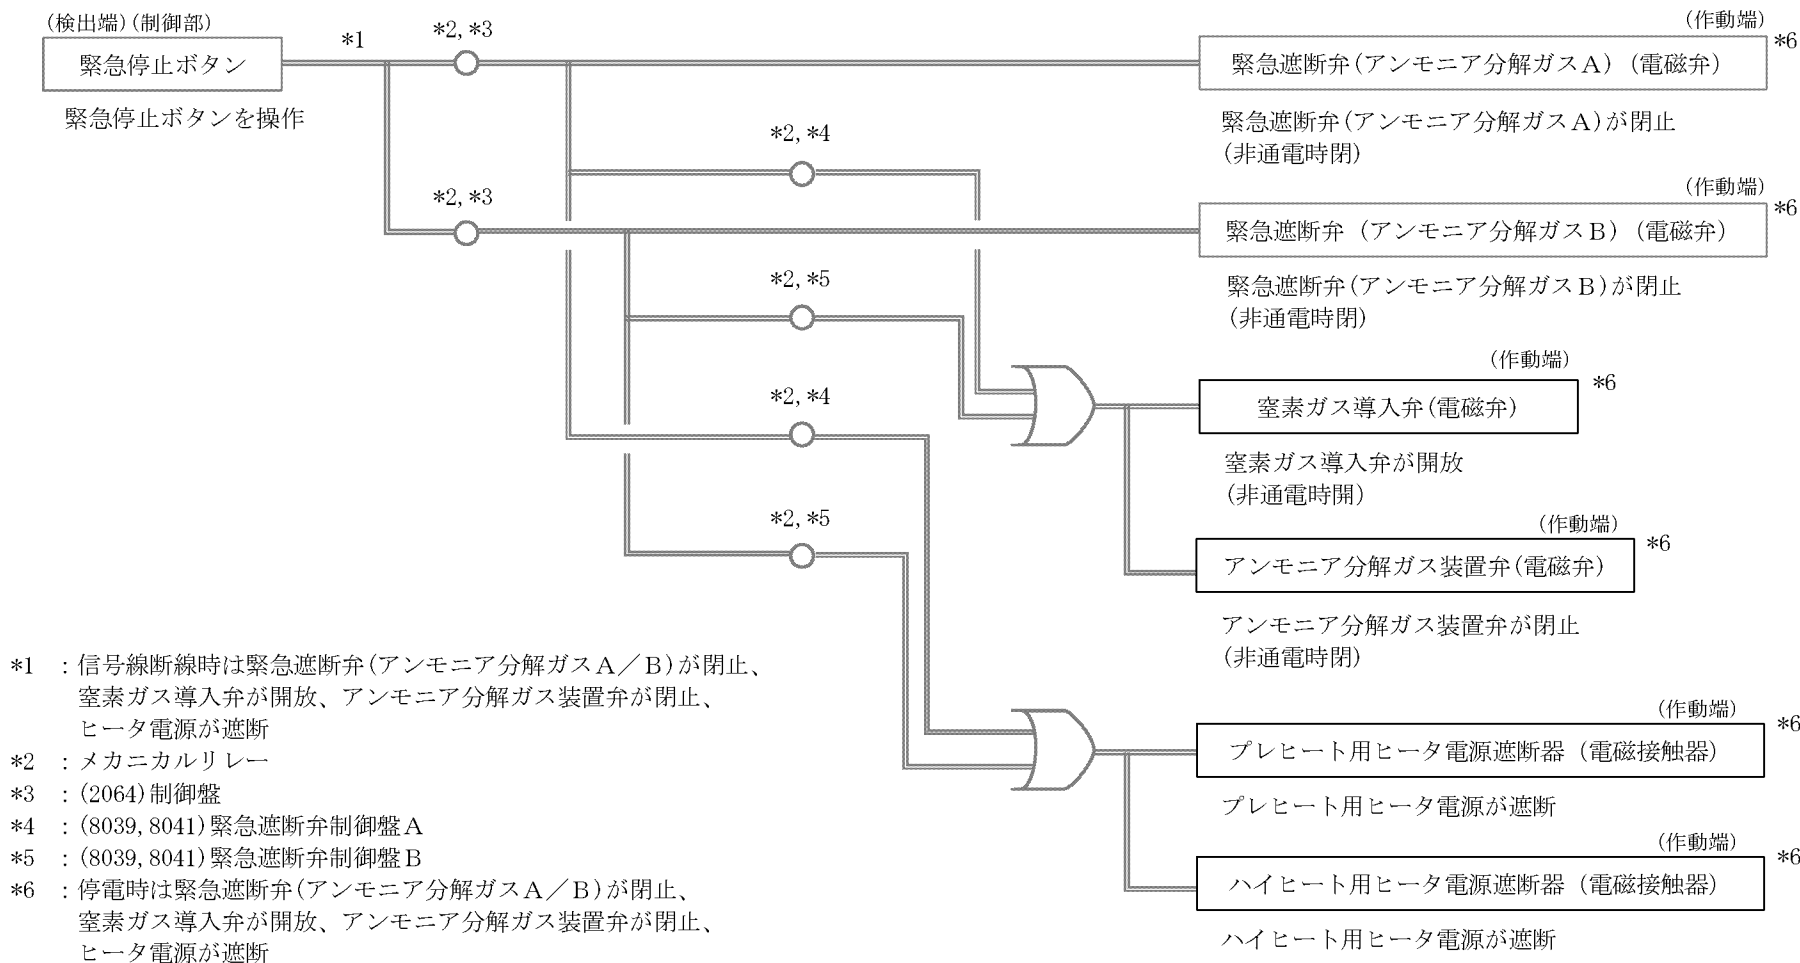 (検出端)(制御部)
緊急停止ボタン
緊急停止ボタンを操作
*1
*2, *3
(作動端)
緊急遮断弁(アンモニア分解ガスA) (電磁弁)
*6
緊急遮断弁(アンモニア分解ガスA)が閉止
(非通電時閉)
*2, *4
*2, *3
(作動端)
緊急遮断弁 (アンモニア分解ガスB) (電磁弁)
*6
緊急遮断弁(アンモニア分解ガスB)が閉止
(非通電時閉)
*2, *5
(作動端)
窒素ガス導入弁(電磁弁)
*6
窒素ガス導入弁が開放
(非通電時開)
*2, *4
*2, *5
(作動端)
アンモニア分解ガス装置弁(電磁弁)
*6
アンモニア分解ガス装置弁が閉止
(非通電時閉)
(作動端)
プレヒート用ヒータ電源遮断器 (電磁接触器)
*6
プレヒート用ヒータ電源が遮断
(作動端)
ハイヒート用ヒータ電源遮断器 (電磁接触器)
*6
ハイヒート用ヒータ電源が遮断
*1 :信号線断線時は緊急遮断弁(アンモニア分解ガスA/B)が閉止、
窒素ガス導入弁が開放、アンモニア分解ガス装置弁が閉止、
ヒータ電源が遮断
*2 :メカニカルリレー
*3 :(2064)制御盤
*4 :(8039, 8041)緊急遮断弁制御盤A
*5 :(8039, 8041)緊急遮断弁制御盤B
*6 :停電時は緊急遮断弁(アンモニア分解ガスA/B)が閉止、
窒素ガス導入弁が開放、アンモニア分解ガス装置弁が閉止、
ヒータ電源が遮断